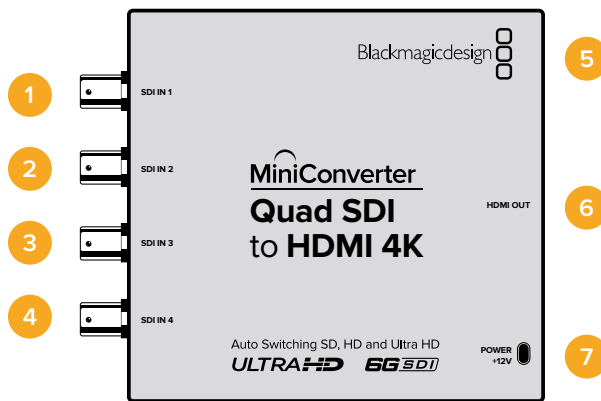 Blackmagicdesign
1
SDI IN 1
5
2
SDI IN 2
MiniConverter
Quad SDI
to HDMI 4K
HDMI OUT
6
3
SDI IN 3
4
SDI IN 4
Auto Switching SD, HD and Ultra HD
ULTRA HD 6G SDI
POWER
+12V
7